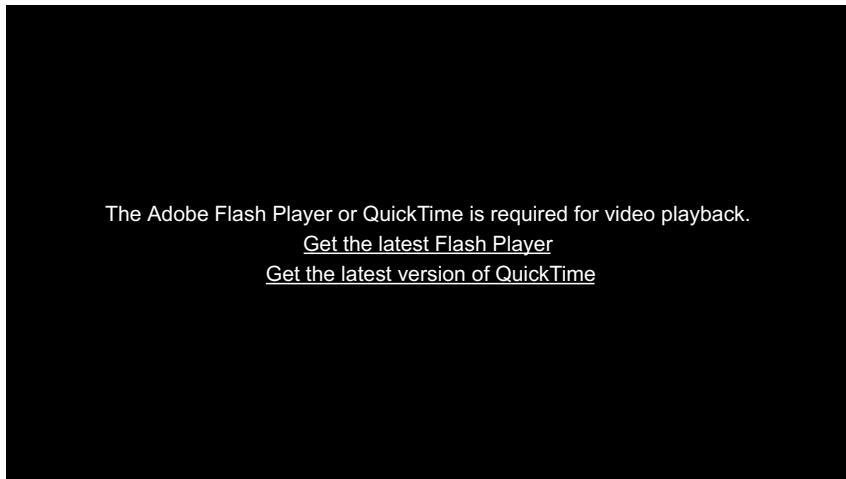 The Adobe Flash Player or QuickTime is required for video playback.
Get the latest Flash Player
Get the latest version of QuickTime